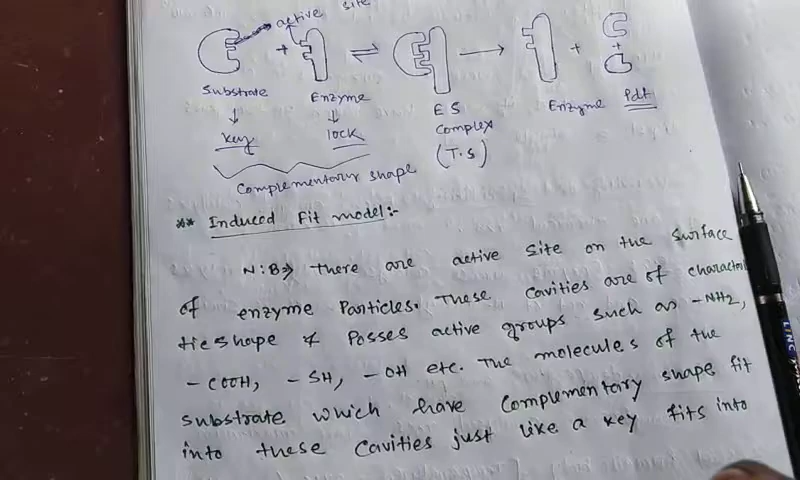 active site
+ ⇌ → +
Substrate Enzyme ES Enzyme Pdt
↓ ↓ Complex
key lock (T.S)
Complementary shape
** Induced Fit model:-
N:B⇒ there are active site on the surface
of enzyme Particles. These cavities are of characteris
tic shape & Posses active groups such as -NH2,
- COOH, - SH, - OH etc. The molecules of the
substrate which have complementary shape fit
into these cavities just like a key fits into
LINC